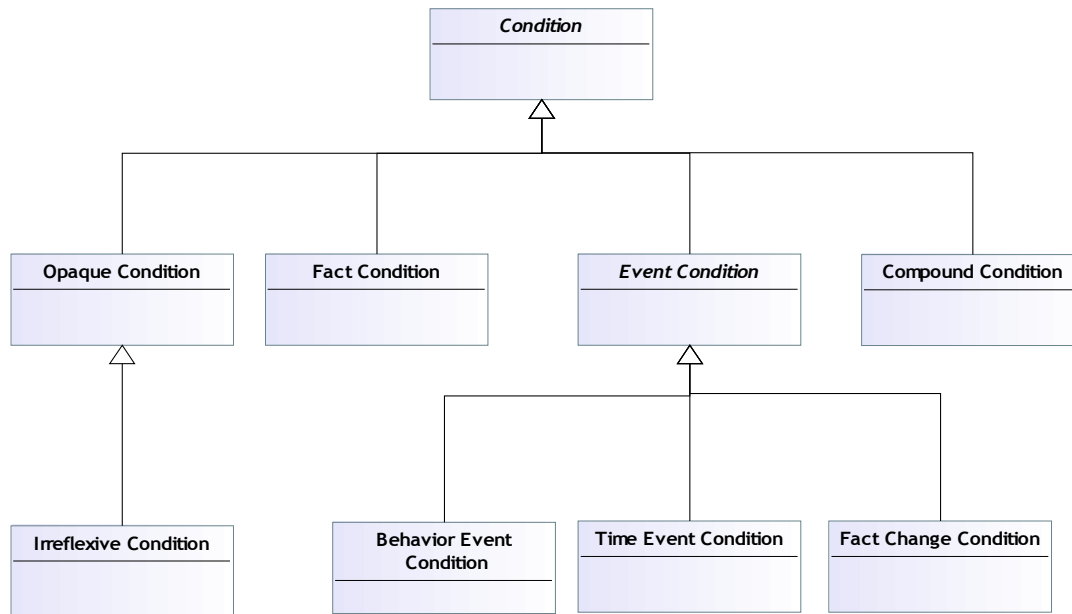 Condition
Opaque Condition
Fact Condition
Event Condition
Compound Condition
Irreflexive Condition
Behavior Event
Condition
Time Event Condition
Fact Change Condition